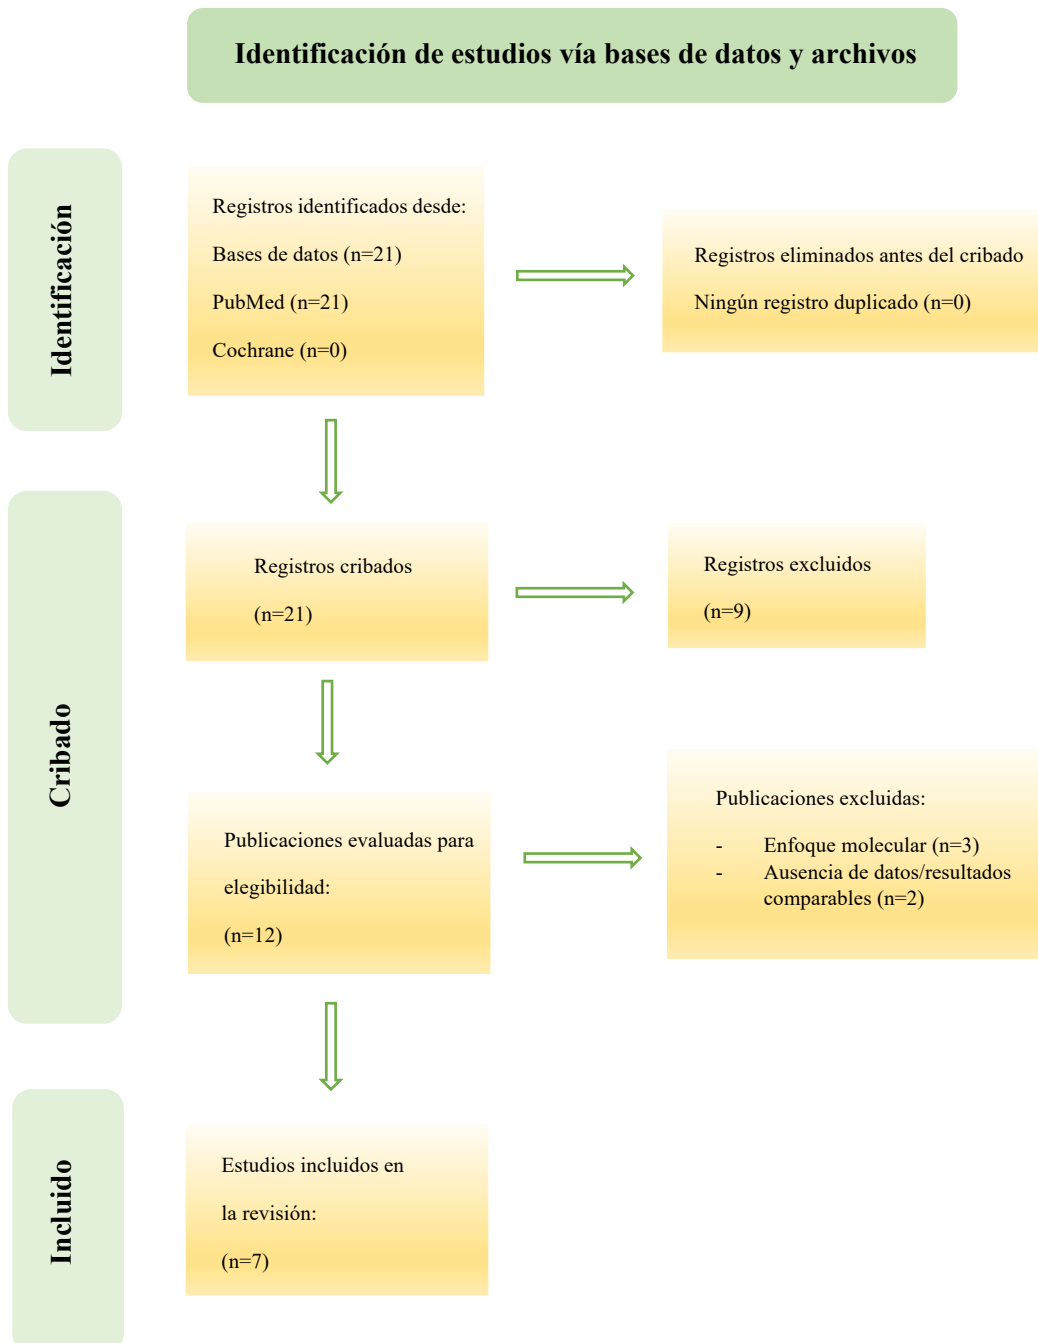 Identificación de estudios vía bases de datos y archivos
Identificación
Registros identificados desde:
Bases de datos (n=21)
PubMed (n=21)
Cochrane (n=0)
Registros eliminados antes del cribado
Ningún registro duplicado (n=0)
Cribado
Registros cribados
(n=21)
Registros excluidos
(n=9)
Publicaciones evaluadas para
elegibilidad:
(n=12)
Publicaciones excluidas:
- Enfoque molecular (n=3)
- Ausencia de datos/resultados
comparables (n=2)
Incluido
Estudios incluidos en
la revisión:
(n=7)